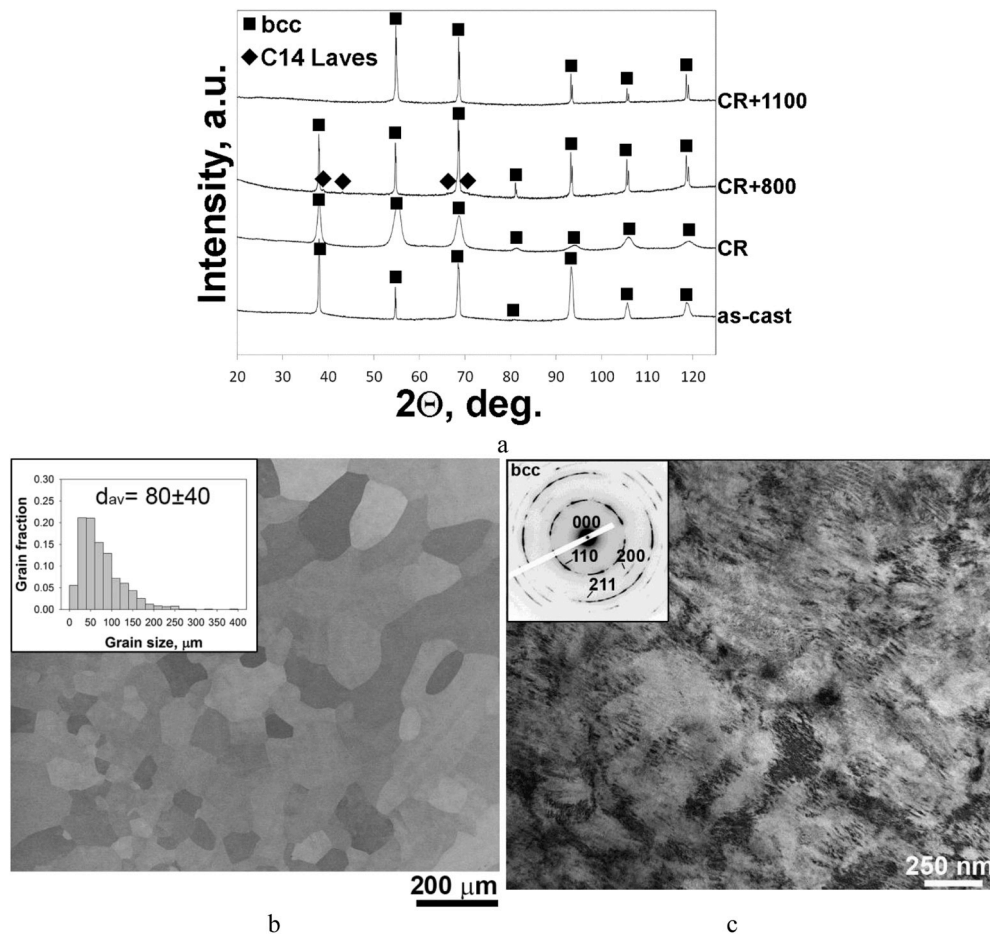 ■ bcc
◆ C14 Laves
CR+1100
CR+800
CR
as-cast
Intensity, a.u.
20 30 40 50 60 70 80 90 100 110 120
2Θ, deg.
a
dav= 80±40
Grain fraction
0.30
0.25
0.20
0.15
0.10
0.05
0.00
0 50 100 150 200 250 300 350 400
Grain size, μm
200 μm
b
bcc
000
110
200
211
250 nm
c